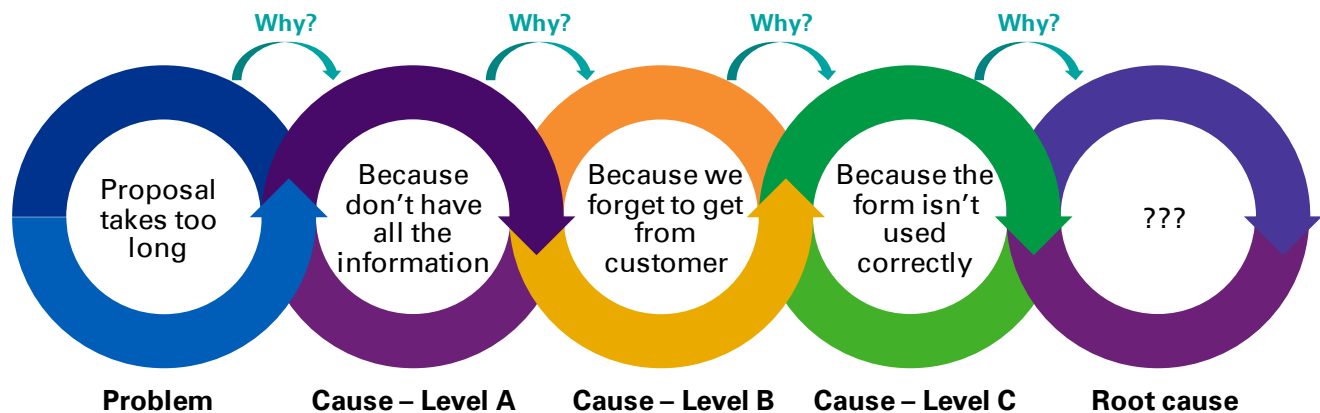 Why?
Why?
Why?
Why?
Proposal
takes too
long
Because
don't have
all the
information
Because we
forget to get
from
customer
Because the
form isn't
used
correctly
???
Problem
Cause – Level A
Cause – Level B
Cause – Level C
Root cause